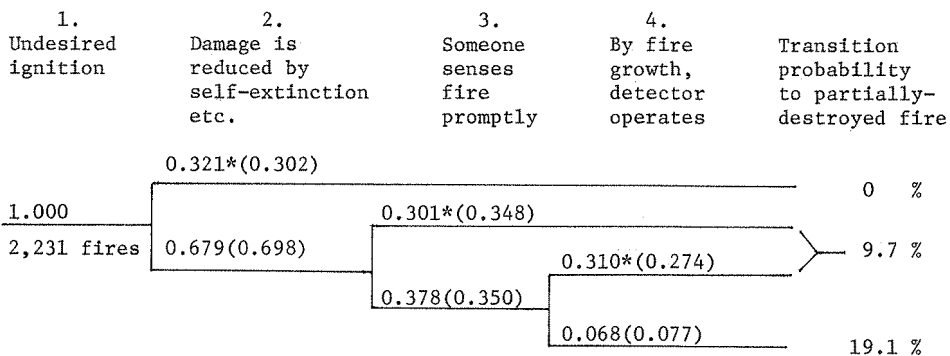 1.
Undesired
ignition
2.
Damage is
reduced by
self-extinction
etc.
3.
Someone
senses
fire
promptly
4.
By fire
growth,
detector
operates
Transition
probability
to partially-
destroyed fire
0.321*(0.302)
0 %
1.000
0.301*(0.348)
2,231 fires
0.679(0.698)
9.7 %
0.310*(0.274)
0.378(0.350)
0.068(0.077)
19.1 %